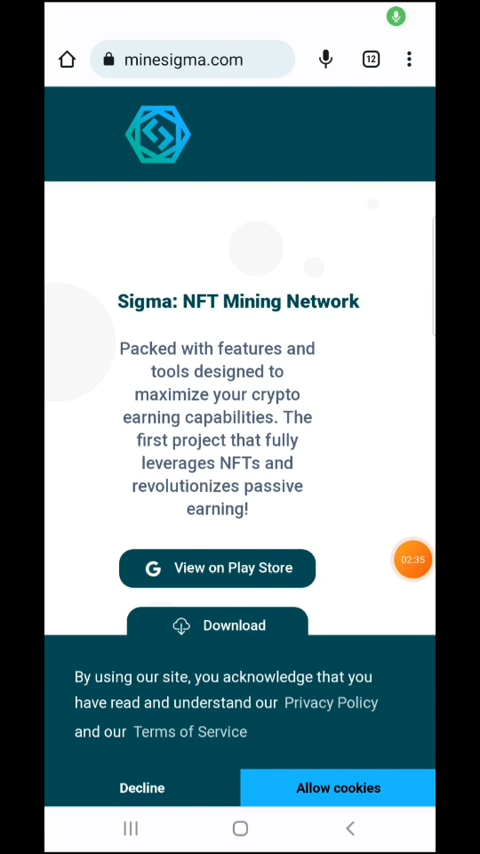 minesigma.com
12
Sigma: NFT Mining Network
Packed with features and
tools designed to
maximize your crypto
earning capabilities. The
first project that fully
leverages NFTs and
revolutionizes passive
earning!
G View on Play Store
02:35
Download
By using our site, you acknowledge that you
have read and understand our Privacy Policy
and our Terms of Service
Decline Allow cookies